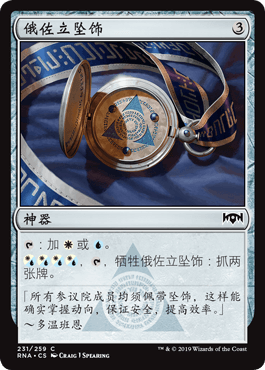 俄佐立坠饰 3
神器
：加或。
，，牺牲俄佐立坠饰：抓两
张牌。
「所有参议院成员均须佩带坠饰，这样能
确实掌握动向，保证安全，提高效率。」
～多温班恩
231/259 C
RNA • CS CRAIG J SPEARING
™ & © 2019 Wizards of the Coast